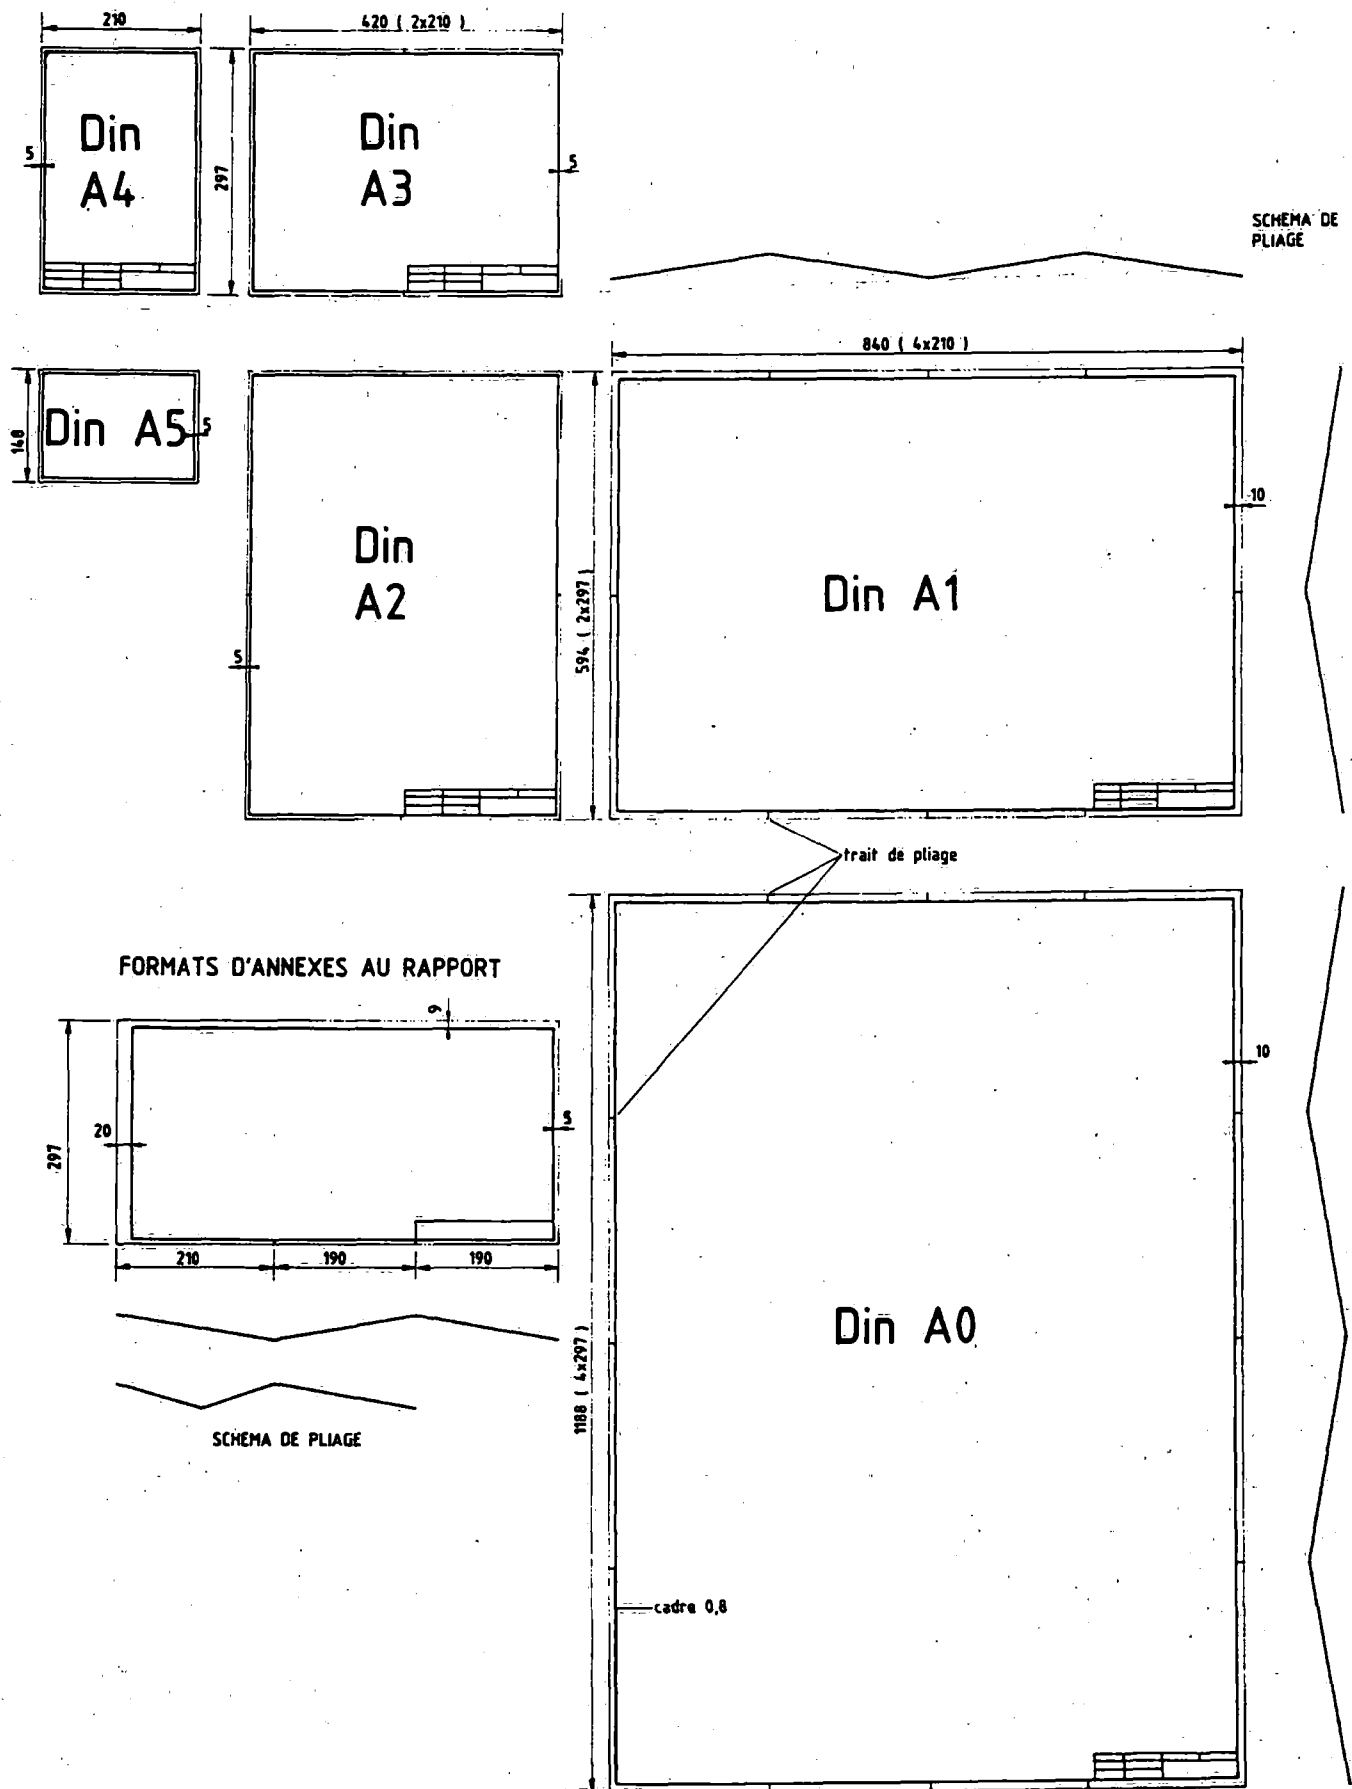 210
420 ( 2x210 )
Din
A4
5
297
Din
A3
5
SCHEMA DE
PLIAGE
840 ( 4x210 )
148
Din A5
5
Din
A2
5
594 ( 2x297 )
Din A1
10
trait de pliage
FORMATS D'ANNEXES AU RAPPORT
9
297
20
5
210
190
190
SCHEMA DE PLIAGE
1188 ( 4x297 )
Din A0
10
cadre 0,8